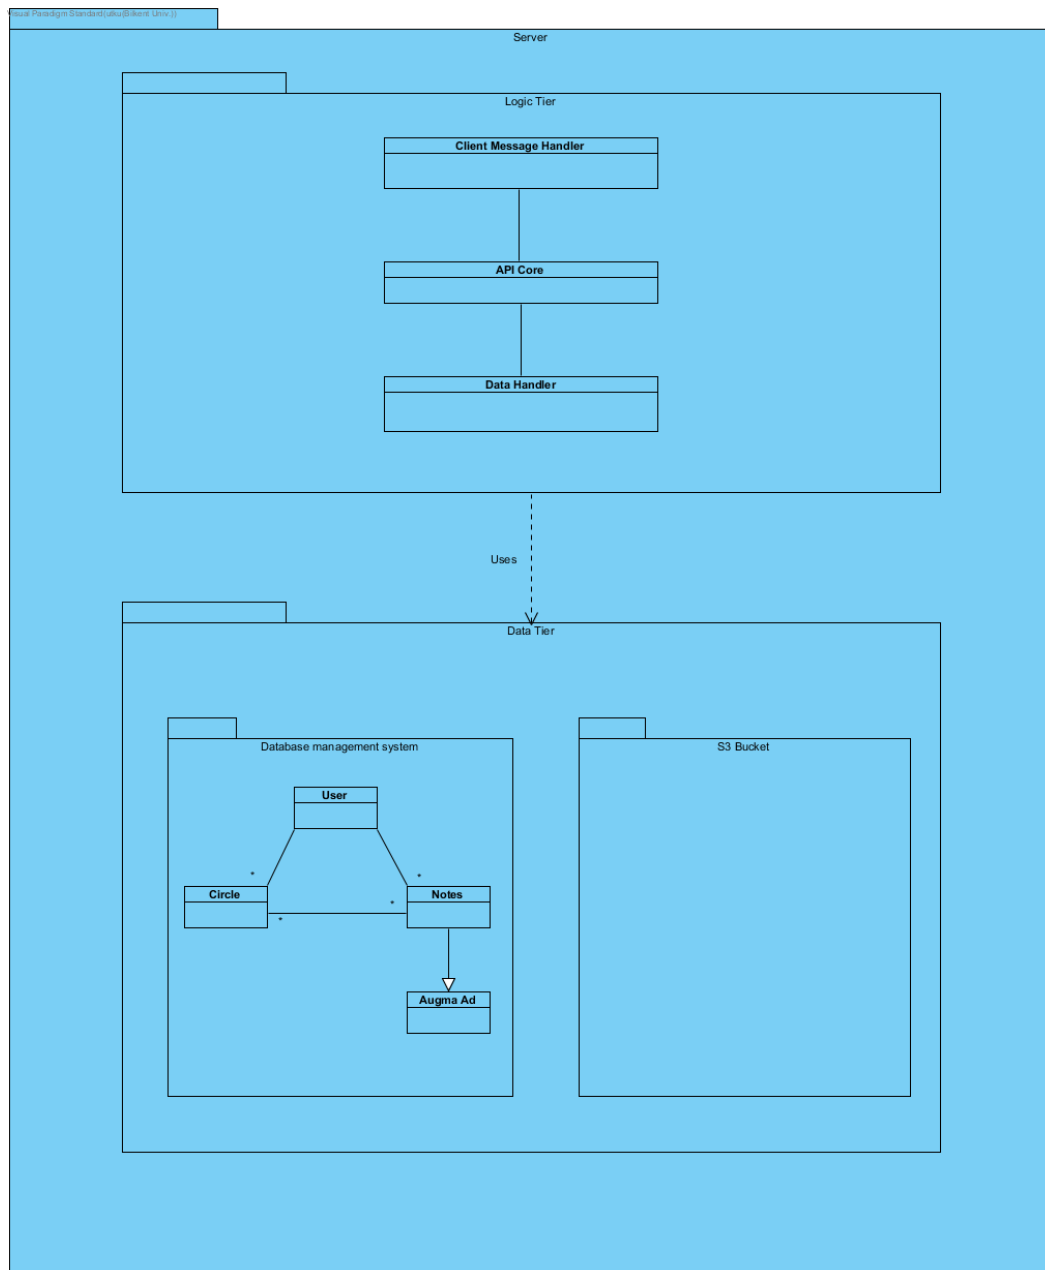 Visual Paradigm Standard(utku(Bilkent Univ.))
Server
Logic Tier
Client Message Handler
API Core
Data Handler
Uses
Data Tier
Database management system
S3 Bucket
User
*
*
Circle
Notes
*
*
Augma Ad